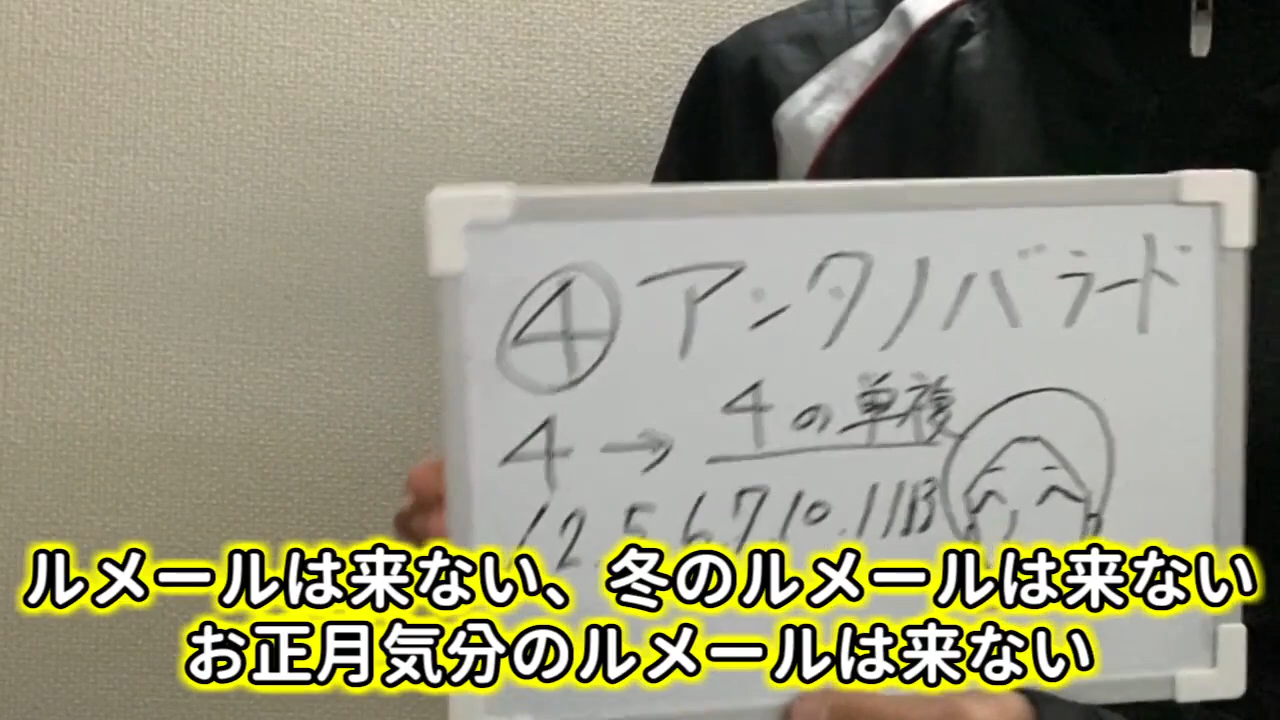 ④アンタノバラード
4→4の単複
1 2.5.6.7.10.11 13
ルメールは来ない、冬のルメールは来ない
お正月気分のルメールは来ない